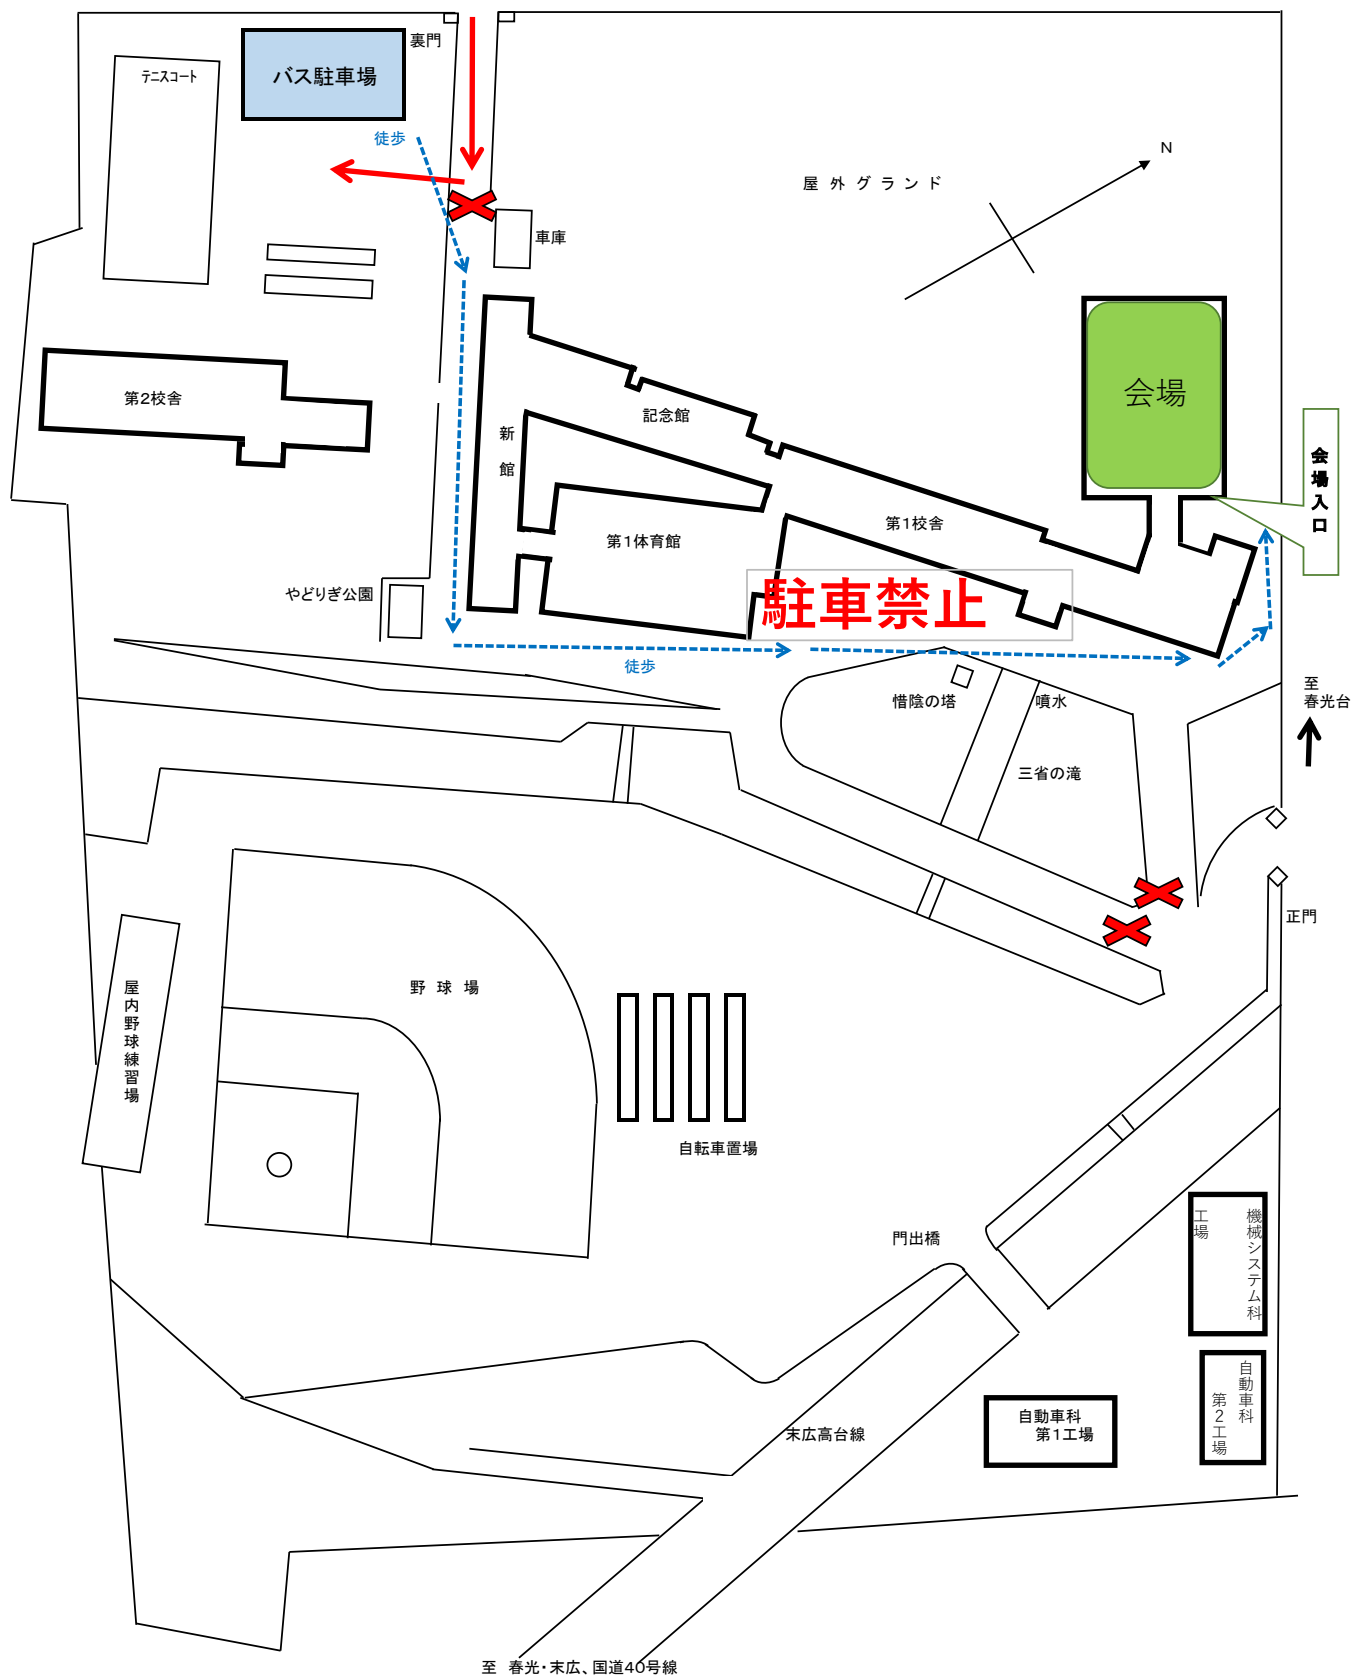 裏門
バス駐車場
テニスコート
徒歩
N
屋外グランド
車庫
会場
第2校舎
記念館
新館
会場入口
第1校舎
第1体育館
駐車禁止
やどりぎ公園
徒歩
至
春光台
惜陰の塔
噴水
三省の滝
正門
野球場
屋内野球練習場
自転車置場
機械システム科
工場
門出橋
自動車科
第2工場
自動車科
第1工場
末広高台線
至 春光・末広、国道40号線